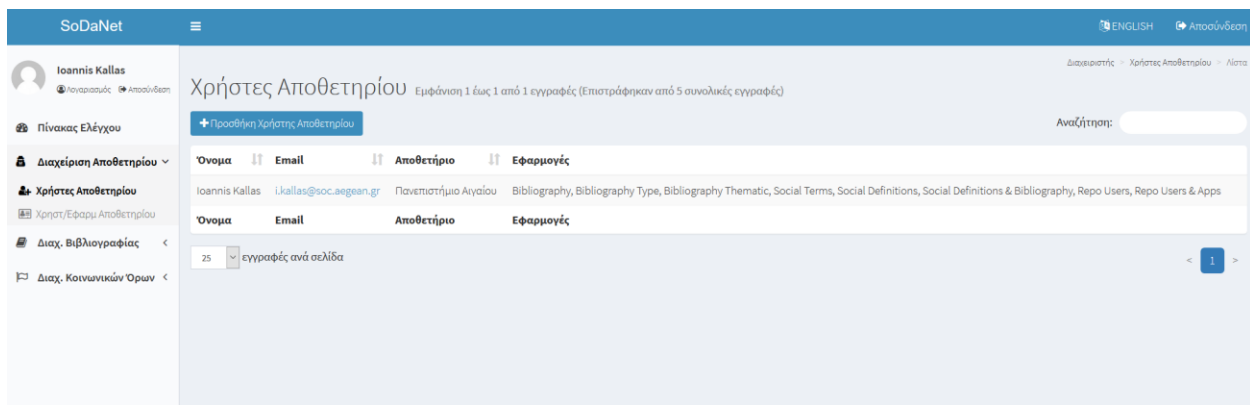 SoDaNet
ENGLISH
Αποσύνδεση
Ioannis Kallas
Λογαριασμός Αποσύνδεση
Διαχειριστής > Χρήστες Αποθετηρίου > Λίστα
Χρήστες Αποθετηρίου Εμφάνιση 1 έως 1 από 1 εγγραφές (Επιστράφηκαν από 5 συνολικές εγγραφές)
Πίνακας Ελέγχου
Προσθήκη Χρήστης Αποθετηρίου
Αναζήτηση:
Διαχείριση Αποθετηρίου
Χρήστες Αποθετηρίου
Χρηστ/Εφαρμ Αποθετηρίου
Διαχ. Βιβλιογραφίας
Διαχ. Κοινωνικών Όρων
Όνομα Email Αποθετήριο Εφαρμογές
Ioannis Kallas i.kallas@soc.aegean.gr Πανεπιστήμιο Αιγαίου Bibliography, Bibliography Type, Bibliography Thematic, Social Terms, Social Definitions, Social Definitions & Bibliography, Repo Users, Repo Users & Apps
Όνομα Email Αποθετήριο Εφαρμογές
25 εγγραφές ανά σελίδα
< 1 >